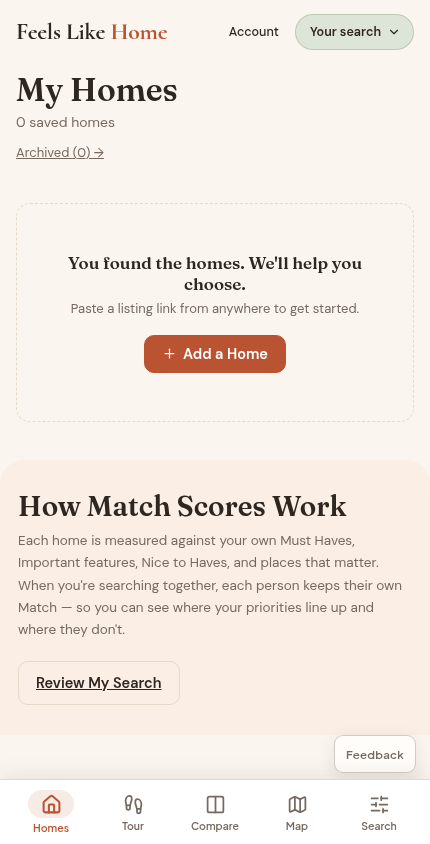 Feels Like Home
Account
Your search
My Homes
0 saved homes
Archived (0) →
You found the homes. We'll help you
choose.
Paste a listing link from anywhere to get started.
+ Add a Home
How Match Scores Work
Each home is measured against your own Must Haves,
Important features, Nice to Haves, and places that matter.
When you're searching together, each person keeps their own
Match — so you can see where your priorities line up and
where they don't.
Review My Search
Feedback
Homes
Tour
Compare
Map
Search